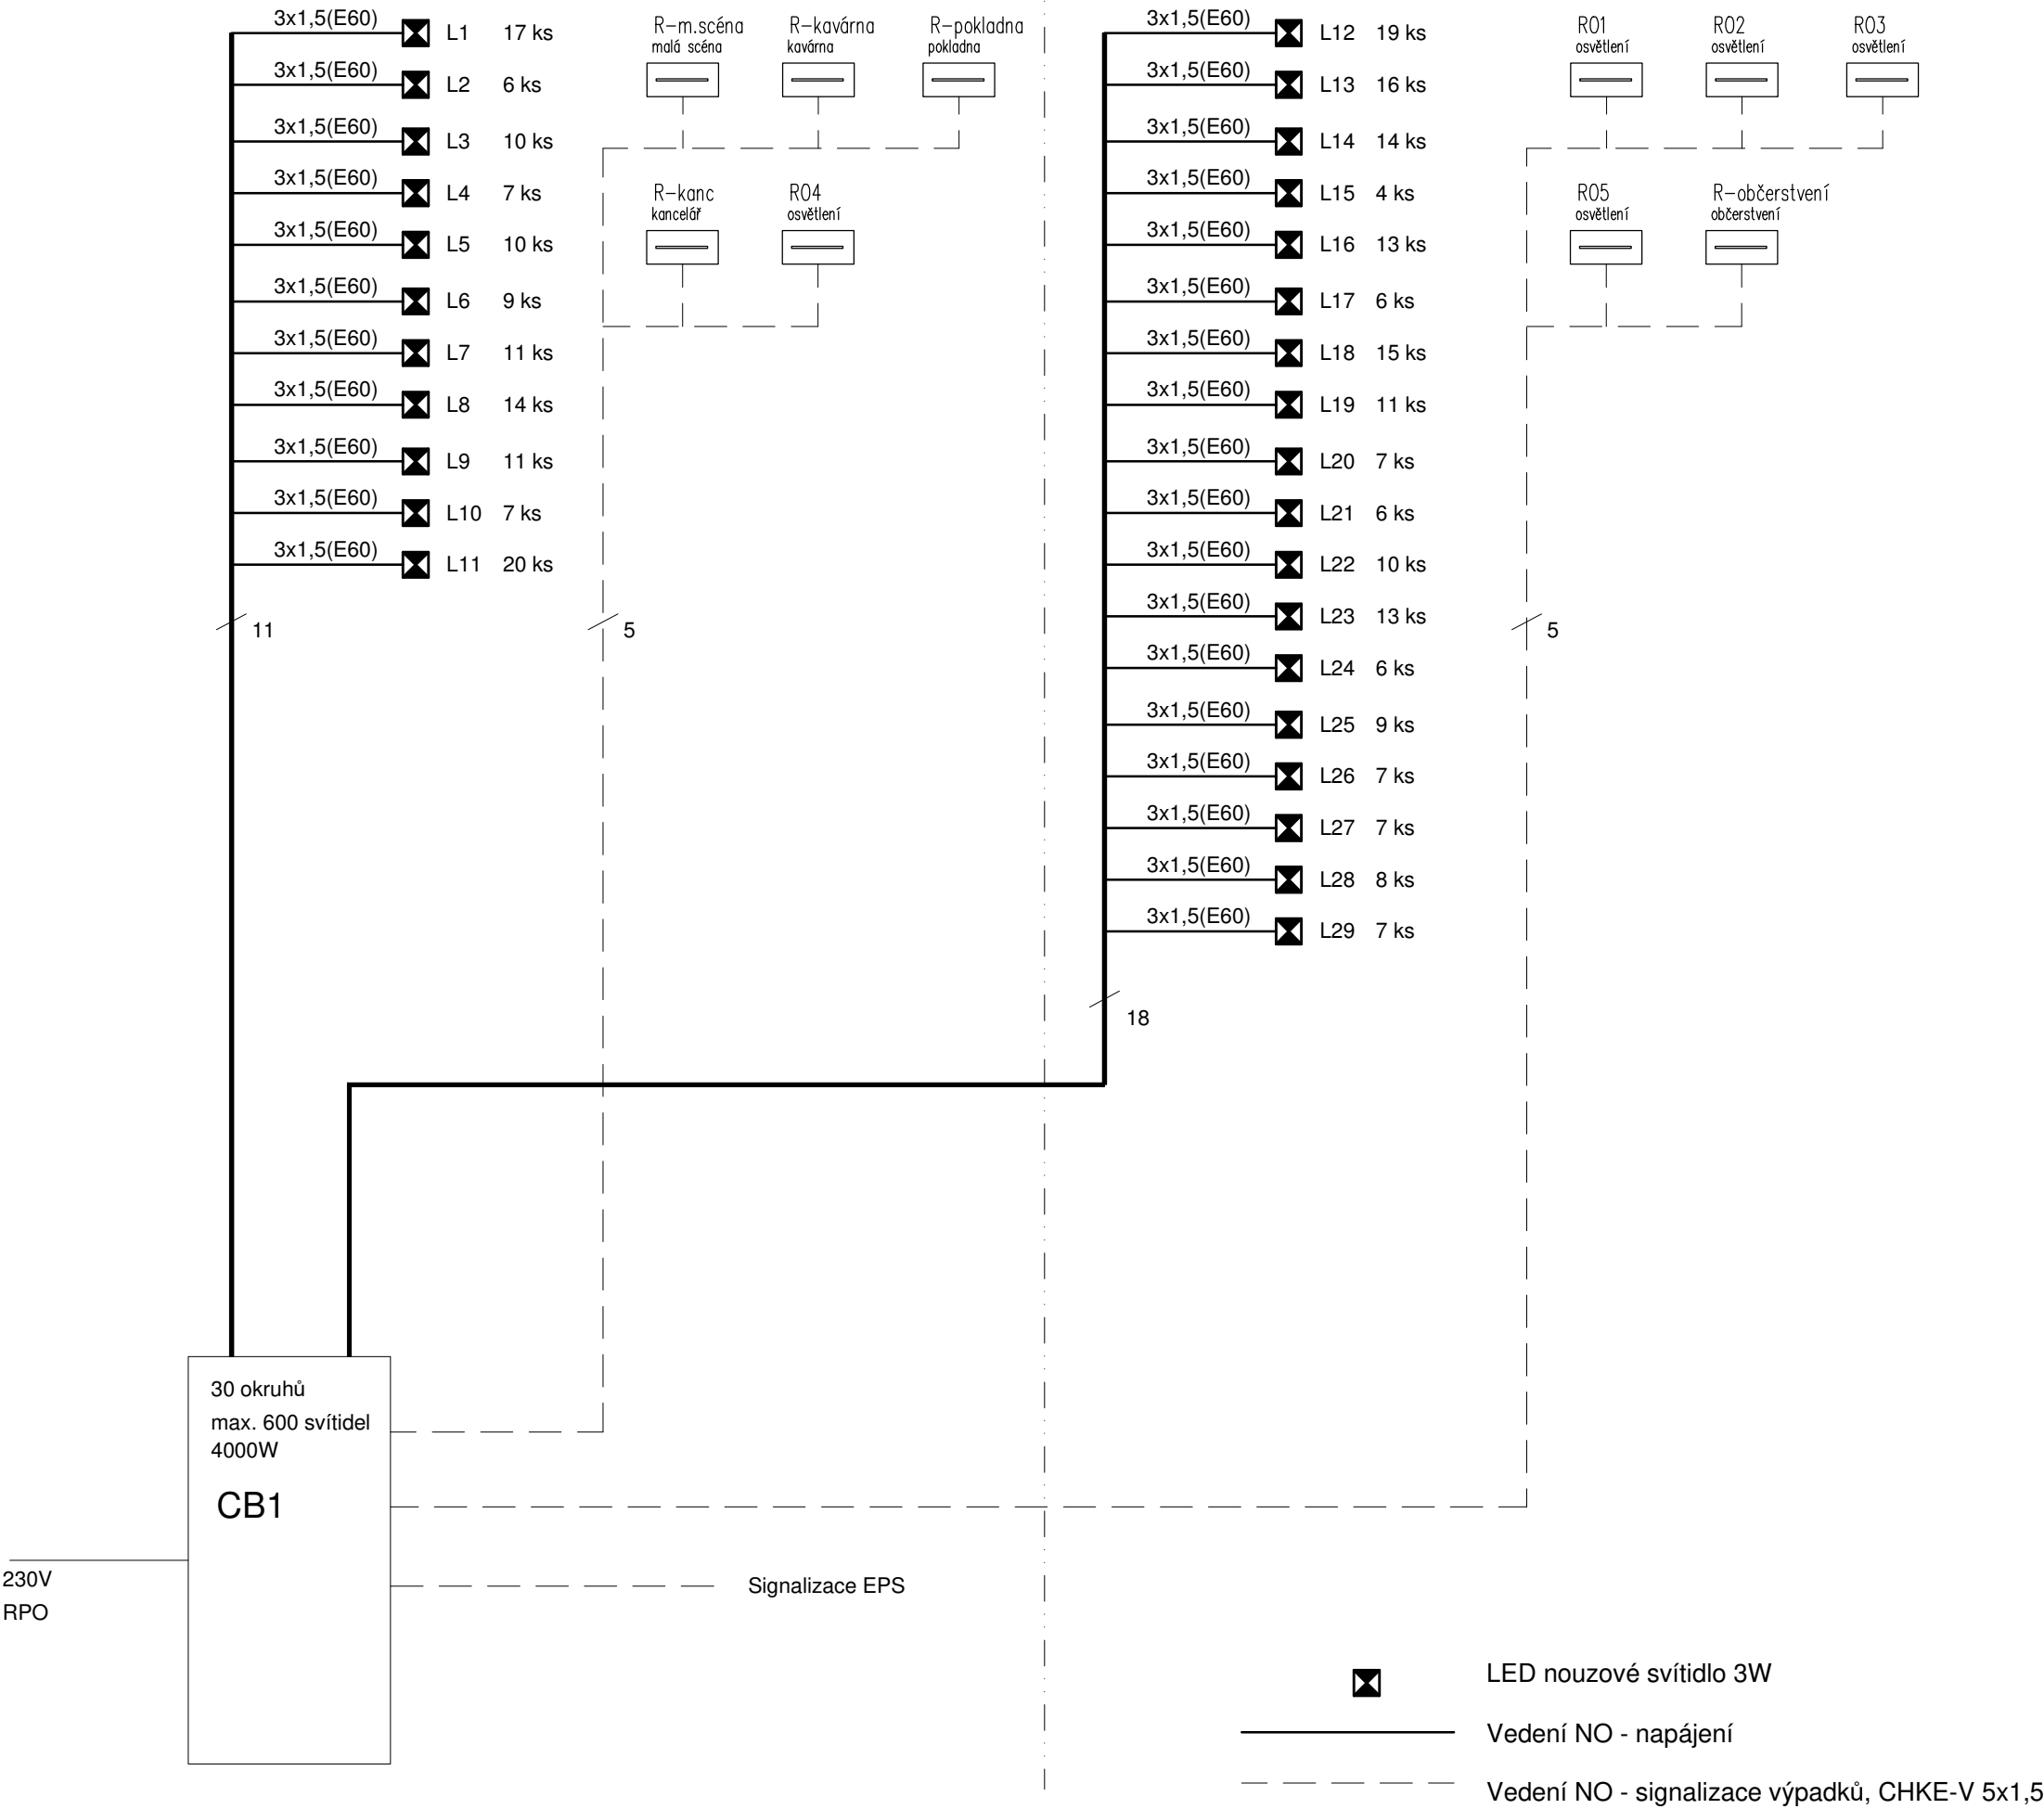 3x1,5(E60) L1 17 ks
3x1,5(E60) L2 6 ks
3x1,5(E60) L3 10 ks
3x1,5(E60) L4 7 ks
3x1,5(E60) L5 10 ks
3x1,5(E60) L6 9 ks
3x1,5(E60) L7 11 ks
3x1,5(E60) L8 14 ks
3x1,5(E60) L9 11 ks
3x1,5(E60) L10 7 ks
3x1,5(E60) L11 20 ks
11
R-m.scéna
malá scéna
R-kavárna
kavárna
R-pokladna
pokladna
R-kanc
kancelář
RO4
osvětlení
5
3x1,5(E60) L12 19 ks
3x1,5(E60) L13 16 ks
3x1,5(E60) L14 14 ks
3x1,5(E60) L15 4 ks
3x1,5(E60) L16 13 ks
3x1,5(E60) L17 6 ks
3x1,5(E60) L18 15 ks
3x1,5(E60) L19 11 ks
3x1,5(E60) L20 7 ks
3x1,5(E60) L21 6 ks
3x1,5(E60) L22 10 ks
3x1,5(E60) L23 13 ks
3x1,5(E60) L24 6 ks
3x1,5(E60) L25 9 ks
3x1,5(E60) L26 7 ks
3x1,5(E60) L27 7 ks
3x1,5(E60) L28 8 ks
3x1,5(E60) L29 7 ks
18
RO1
osvětlení
RO2
osvětlení
RO3
osvětlení
RO5
osvětlení
R-občerstvení
občerstvení
5
30 okruhů
max. 600 svítidel
4000W
CB1
230V
RPO
Signalizace EPS
LED nouzové svítidlo 3W
Vedení NO - napájení
Vedení NO - signalizace výpadků, CHKE-V 5x1,5